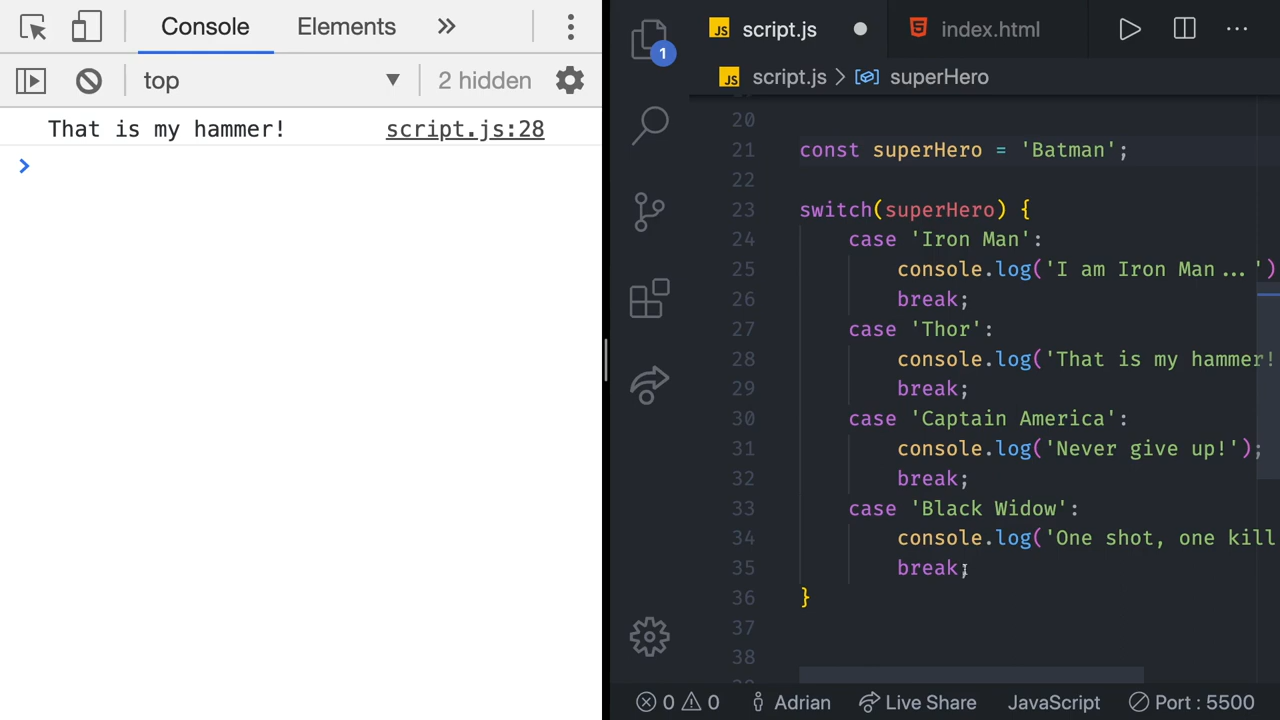 Console Elements »
top ▼ 2 hidden
That is my hammer! script.js:28
>
JS script.js ● index.html ...
1
JS script.js > superHero
20
21 const superHero = 'Batman';
22
23 switch(superHero) {
24 case 'Iron Man':
25 console.log('I am Iron Man...')
26 break;
27 case 'Thor':
28 console.log('That is my hammer!
29 break;
30 case 'Captain America':
31 console.log('Never give up!');
32 break;
33 case 'Black Widow':
34 console.log('One shot, one kill
35 break;
36 }
37
38
0 0 Adrian Live Share JavaScript Port : 5500